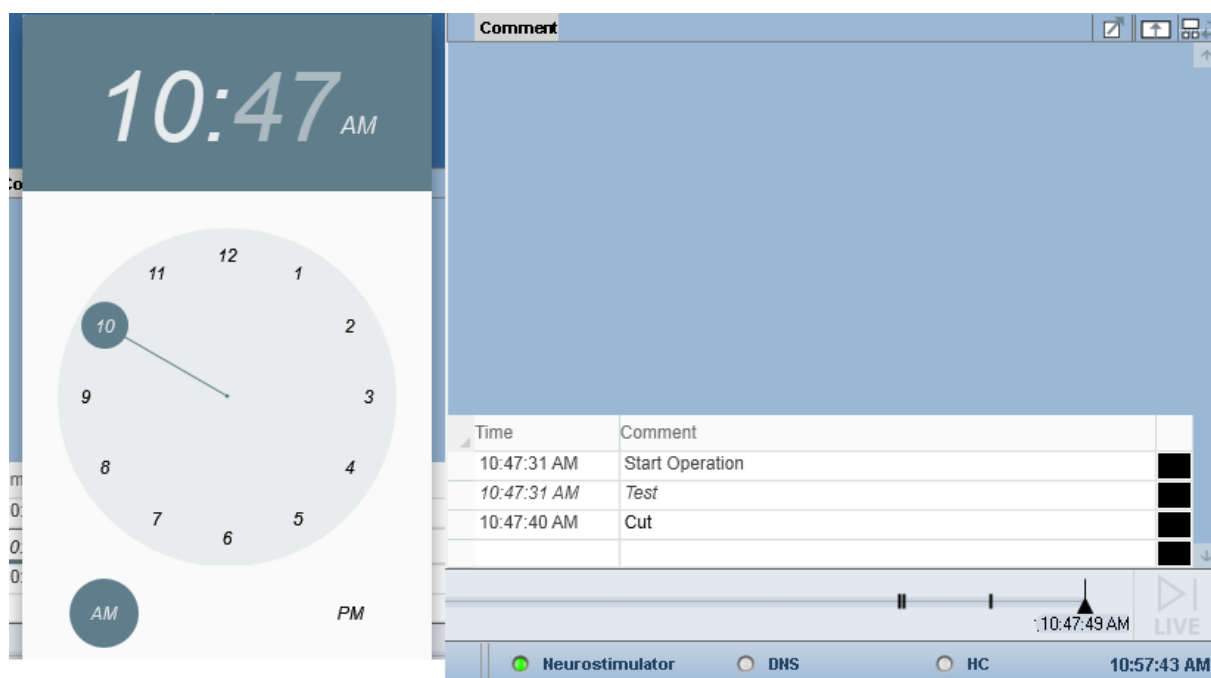 10:47 AM
12
11
1
10
2
9
3
8
4
7
5
6
AM
PM
Comment
Time Comment
10:47:31 AM Start Operation
10:47:31 AM Test
10:47:40 AM Cut
10:47:49 AM
LIVE
Neurostimulator DNS HC 10:57:43 AM